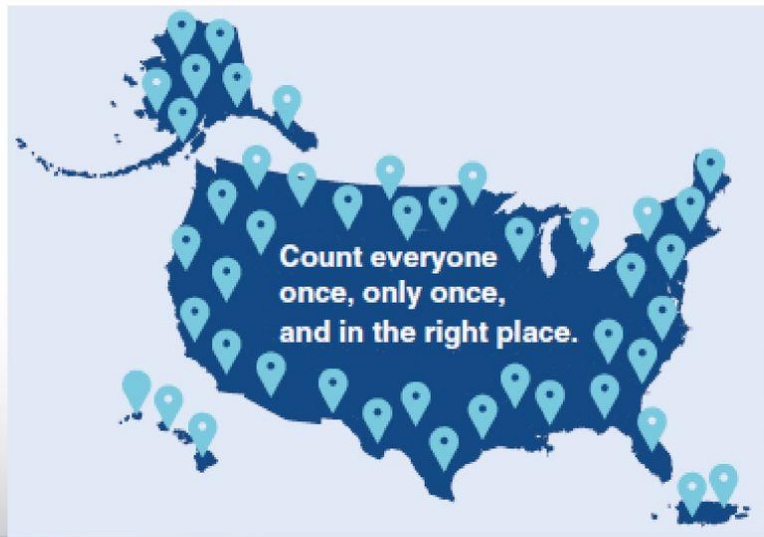 Count everyone
once, only once,
and in the right place.